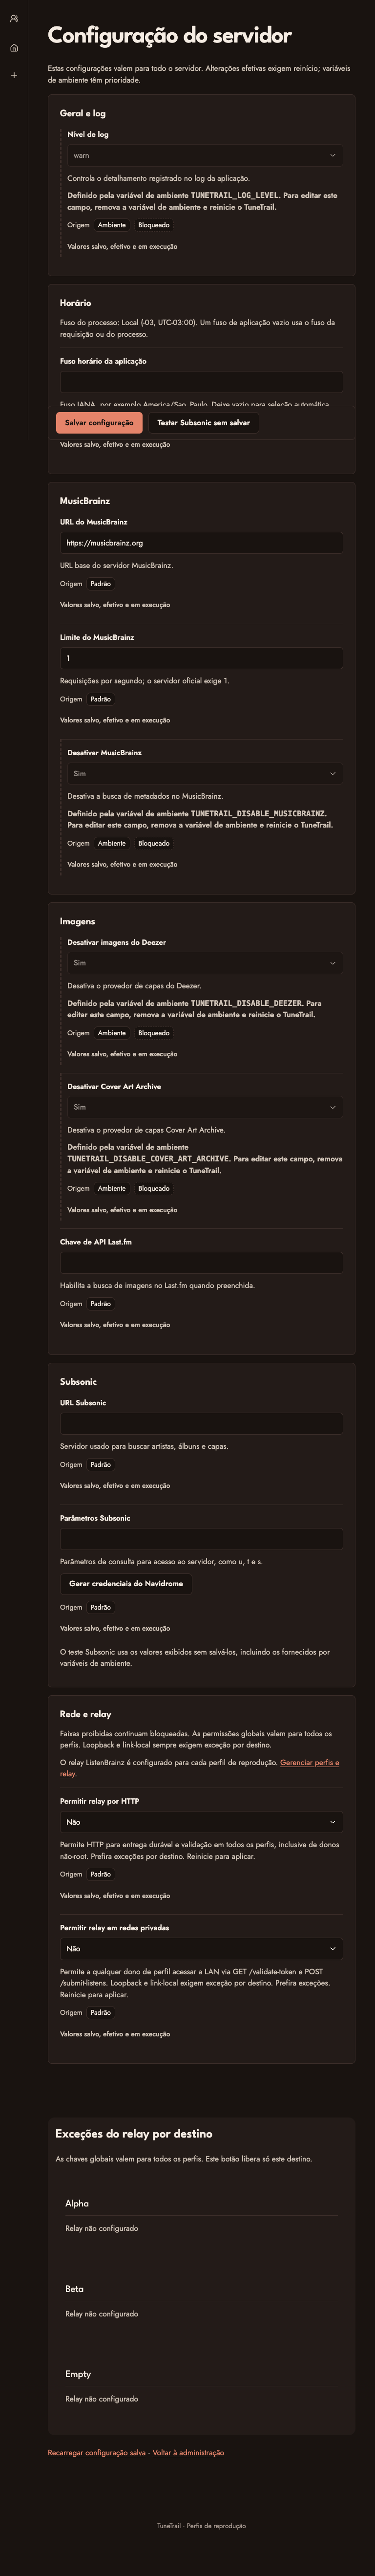 Configuração do servidor
Estas configurações valem para todo o servidor. Alterações efetivas exigem reinício; variáveis
de ambiente têm prioridade.
Geral e log
Nível de log
warn
Controla o detalhamento registrado no log da aplicação.
Definido pela variável de ambiente TUNETRAIL_LOG_LEVEL. Para editar este
campo, remova a variável de ambiente e reinicie o TuneTrail.
Origem Ambiente Bloqueado
Valores salvo, efetivo e em execução
Horário
Fuso do processo: Local (-03, UTC-03:00). Um fuso de aplicação vazio usa o fuso da
requisição ou do processo.
Fuso horário da aplicação
Fuso IANA, por exemplo America/Sao_Paulo. Deixe vazio para seleção automática.
Salvar configuração Testar Subsonic sem salvar
Valores salvo, efetivo e em execução
MusicBrainz
URL do MusicBrainz
https://musicbrainz.org
URL base do servidor MusicBrainz.
Origem Padrão
Valores salvo, efetivo e em execução
Limite do MusicBrainz
1
Requisições por segundo; o servidor oficial exige 1.
Origem Padrão
Valores salvo, efetivo e em execução
Desativar MusicBrainz
Sim
Desativa a busca de metadados no MusicBrainz.
Definido pela variável de ambiente TUNETRAIL_DISABLE_MUSICBRAINZ.
Para editar este campo, remova a variável de ambiente e reinicie o TuneTrail.
Origem Ambiente Bloqueado
Valores salvo, efetivo e em execução
Imagens
Desativar imagens do Deezer
Sim
Desativa o provedor de capas do Deezer.
Definido pela variável de ambiente TUNETRAIL_DISABLE_DEEZER. Para
editar este campo, remova a variável de ambiente e reinicie o TuneTrail.
Origem Ambiente Bloqueado
Valores salvo, efetivo e em execução
Desativar Cover Art Archive
Sim
Desativa o provedor de capas Cover Art Archive.
Definido pela variável de ambiente
TUNETRAIL_DISABLE_COVER_ART_ARCHIVE. Para editar este campo, remova
a variável de ambiente e reinicie o TuneTrail.
Origem Ambiente Bloqueado
Valores salvo, efetivo e em execução
Chave de API Last.fm
Habilita a busca de imagens no Last.fm quando preenchida.
Origem Padrão
Valores salvo, efetivo e em execução
Subsonic
URL Subsonic
Servidor usado para buscar artistas, álbuns e capas.
Origem Padrão
Valores salvo, efetivo e em execução
Parâmetros Subsonic
Parâmetros de consulta para acesso ao servidor, como u, t e s.
Gerar credenciais do Navidrome
Origem Padrão
Valores salvo, efetivo e em execução
O teste Subsonic usa os valores exibidos sem salvá-los, incluindo os fornecidos por
variáveis de ambiente.
Rede e relay
Faixas proibidas continuam bloqueadas. As permissões globais valem para todos os
perfis. Loopback e link-local sempre exigem exceção por destino.
O relay ListenBrainz é configurado para cada perfil de reprodução. Gerenciar perfis e
relay.
Permitir relay por HTTP
Não
Permite HTTP para entrega durável e validação em todos os perfis, inclusive de donos
não-root. Prefira exceções por destino. Reinicie para aplicar.
Origem Padrão
Valores salvo, efetivo e em execução
Permitir relay em redes privadas
Não
Permite a qualquer dono de perfil acessar a LAN via GET /validate-token e POST
/submit-listens. Loopback e link-local exigem exceção por destino. Prefira exceções.
Reinicie para aplicar.
Origem Padrão
Valores salvo, efetivo e em execução
Exceções do relay por destino
As chaves globais valem para todos os perfis. Este botão libera só este destino.
Alpha
Relay não configurado
Beta
Relay não configurado
Empty
Relay não configurado
Recarregar configuração salva · Voltar à administração
TuneTrail · Perfis de reprodução